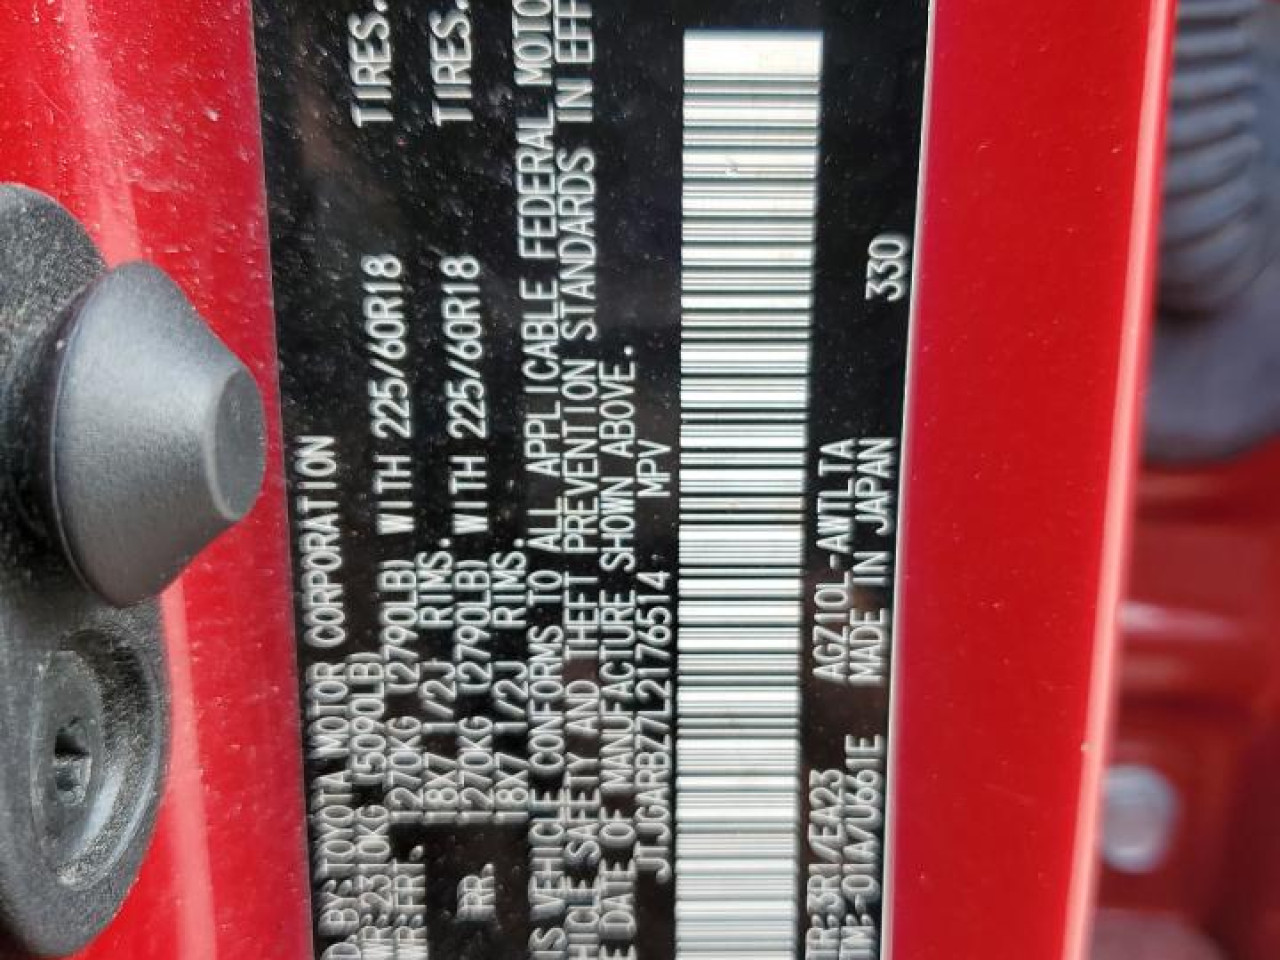 D BY:TOYOTA MOTOR CORPORATION
WR:2310KG (5090LB)
WR:FRT. 1270KG (2790LB) WITH 225/60R18 TIRES.
18X7 1/2J RIMS.
RR. 1270KG (2790LB) WITH 225/60R18 TIRES.
18X7 1/2J RIMS.
IS VEHICLE CONFORMS TO ALL APPLICABLE FEDERAL MOTO
HICLE SAFETY AND THEFT PREVENTION STANDARDS IN EFF
E DATE OF MANUFACTURE SHOWN ABOVE.
JTJGARBZ7L2176514 MPV
TR:3R1/EA23 AGZ10L-AWTLTA 330
TM:-01A/U661E MADE IN JAPAN